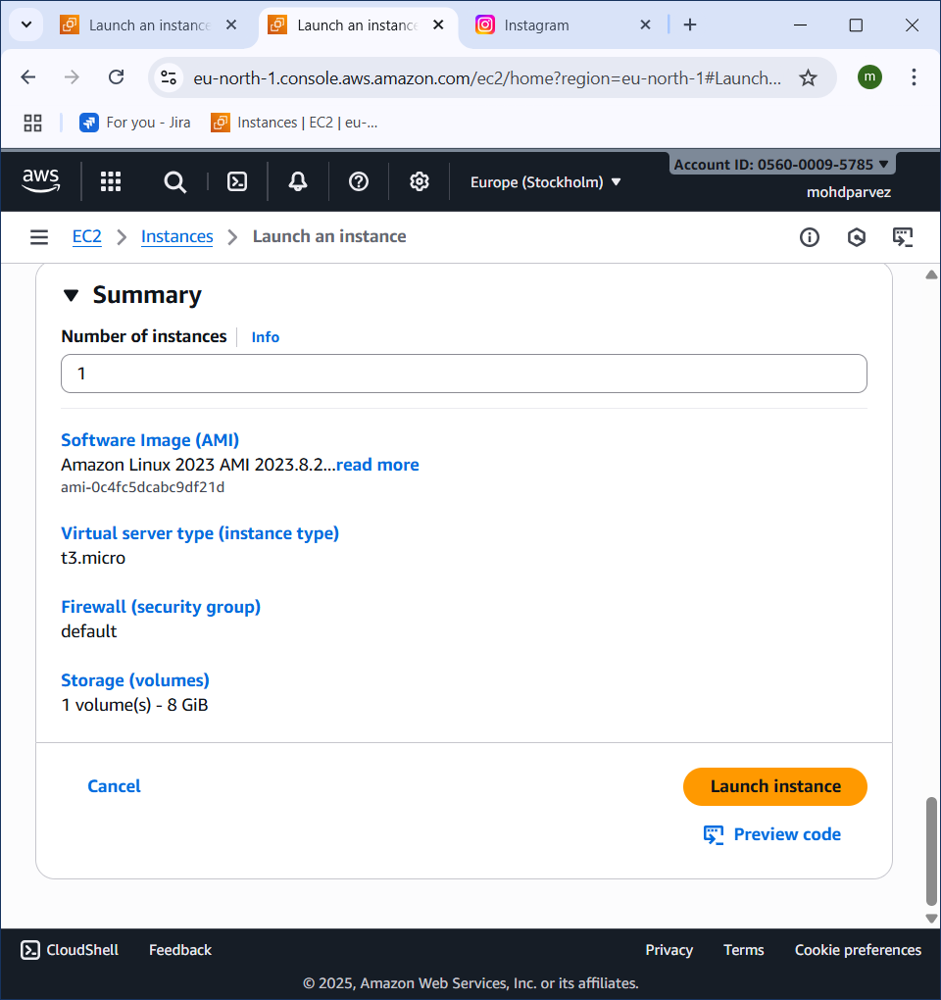 Launch an instance
Launch an instance
Instagram
eu-north-1.console.aws.amazon.com/ec2/home?region=eu-north-1#Launch...
m
For you - Jira
Instances | EC2 | eu-...
aws
Europe (Stockholm)
Account ID: 0560-0009-5785
mohdparvez
EC2
Instances
Launch an instance
Summary
Number of instances
Info
1
Software Image (AMI)
Amazon Linux 2023 AMI 2023.8.2...read more
ami-0c4fc5dcabc9df21d
Virtual server type (instance type)
t3.micro
Firewall (security group)
default
Storage (volumes)
1 volume(s) - 8 GiB
Cancel
Launch instance
Preview code
CloudShell
Feedback
Privacy
Terms
Cookie preferences
© 2025, Amazon Web Services, Inc. or its affiliates.